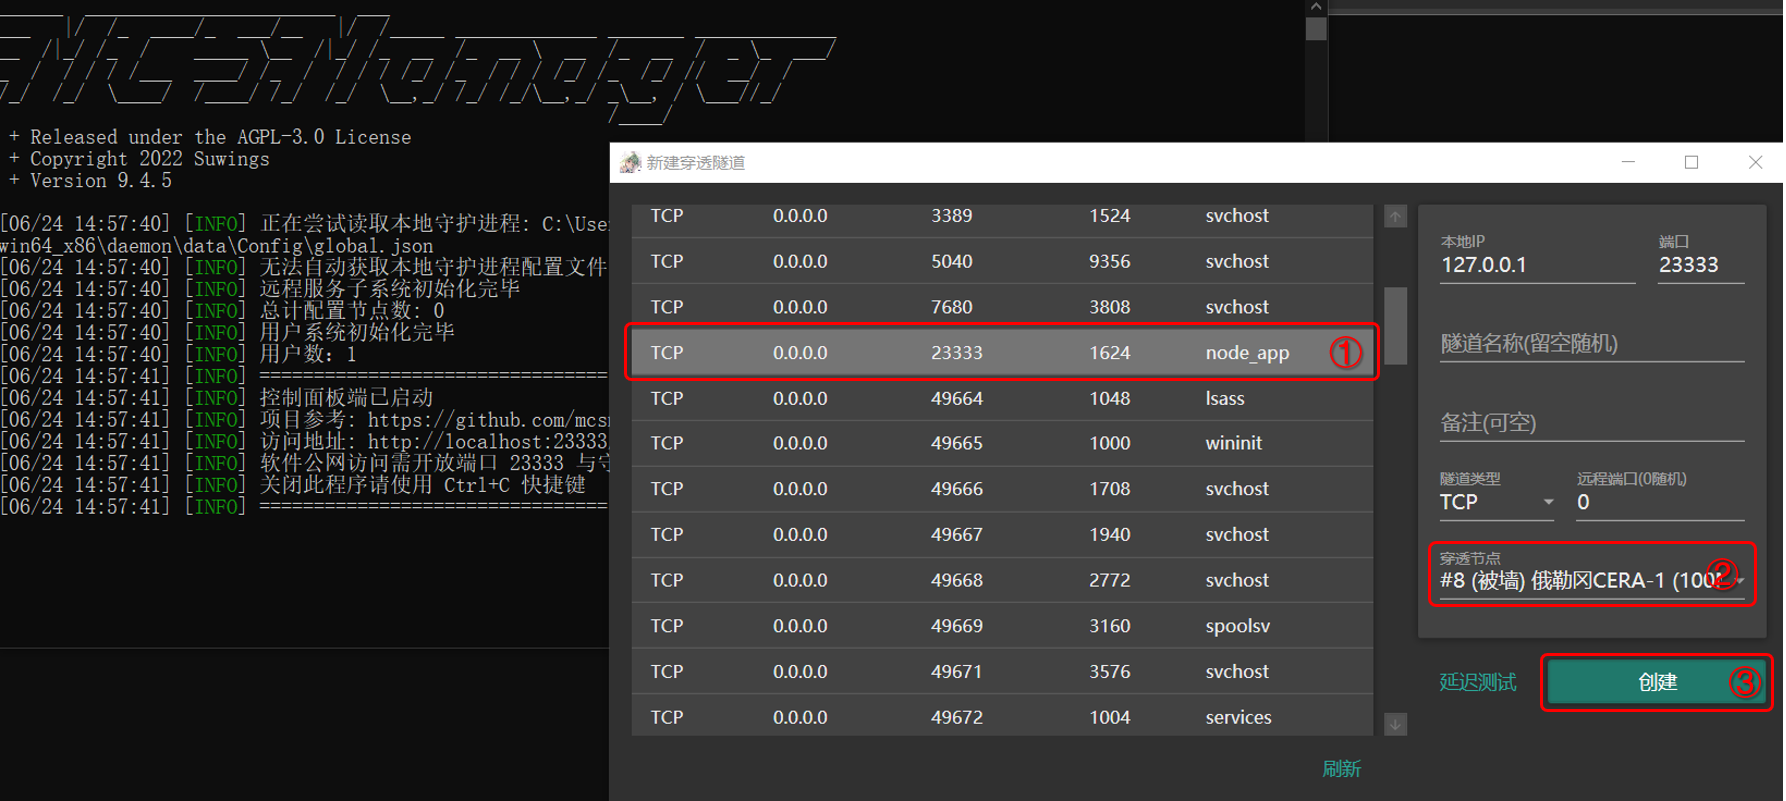 MCSManager
+ Released under the AGPL-3.0 License
+ Copyright 2022 Suwings
+ Version 9.4.5
[06/24 14:57:40] [INFO] 正在尝试读取本地守护进程: C:\User
win64_x86\daemon\data\Config\global.json
[06/24 14:57:40] [INFO] 无法自动获取本地守护进程配置文件
[06/24 14:57:40] [INFO] 远程服务子系统初始化完毕
[06/24 14:57:40] [INFO] 总计配置节点数: 0
[06/24 14:57:40] [INFO] 用户系统初始化完毕
[06/24 14:57:40] [INFO] 用户数: 1
[06/24 14:57:41] [INFO] ================================
[06/24 14:57:41] [INFO] 控制面板端已启动
[06/24 14:57:41] [INFO] 项目参考: https://github.com/mcsm
[06/24 14:57:41] [INFO] 访问地址: http://localhost:23333
[06/24 14:57:41] [INFO] 软件公网访问需开放端口 23333 与守
[06/24 14:57:41] [INFO] 关闭此程序请使用 Ctrl+C 快捷键
[06/24 14:57:41] [INFO] ================================
新建穿透隧道
TCP 0.0.0.0 3389 1524 svchost
TCP 0.0.0.0 5040 9356 svchost
TCP 0.0.0.0 7680 3808 svchost
TCP 0.0.0.0 23333 1624 node_app ①
TCP 0.0.0.0 49664 1048 lsass
TCP 0.0.0.0 49665 1000 wininit
TCP 0.0.0.0 49666 1708 svchost
TCP 0.0.0.0 49667 1940 svchost
TCP 0.0.0.0 49668 2772 svchost
TCP 0.0.0.0 49669 3160 spoolsv
TCP 0.0.0.0 49671 3576 svchost
TCP 0.0.0.0 49672 1004 services
刷新
本地IP 端口
127.0.0.1 23333
隧道名称(留空随机)
备注(可空)
隧道类型 远程端口(0随机)
TCP 0
穿透节点
#8 (被墙) 俄勒冈CERA-1 (100 ②
延迟测试 创建 ③